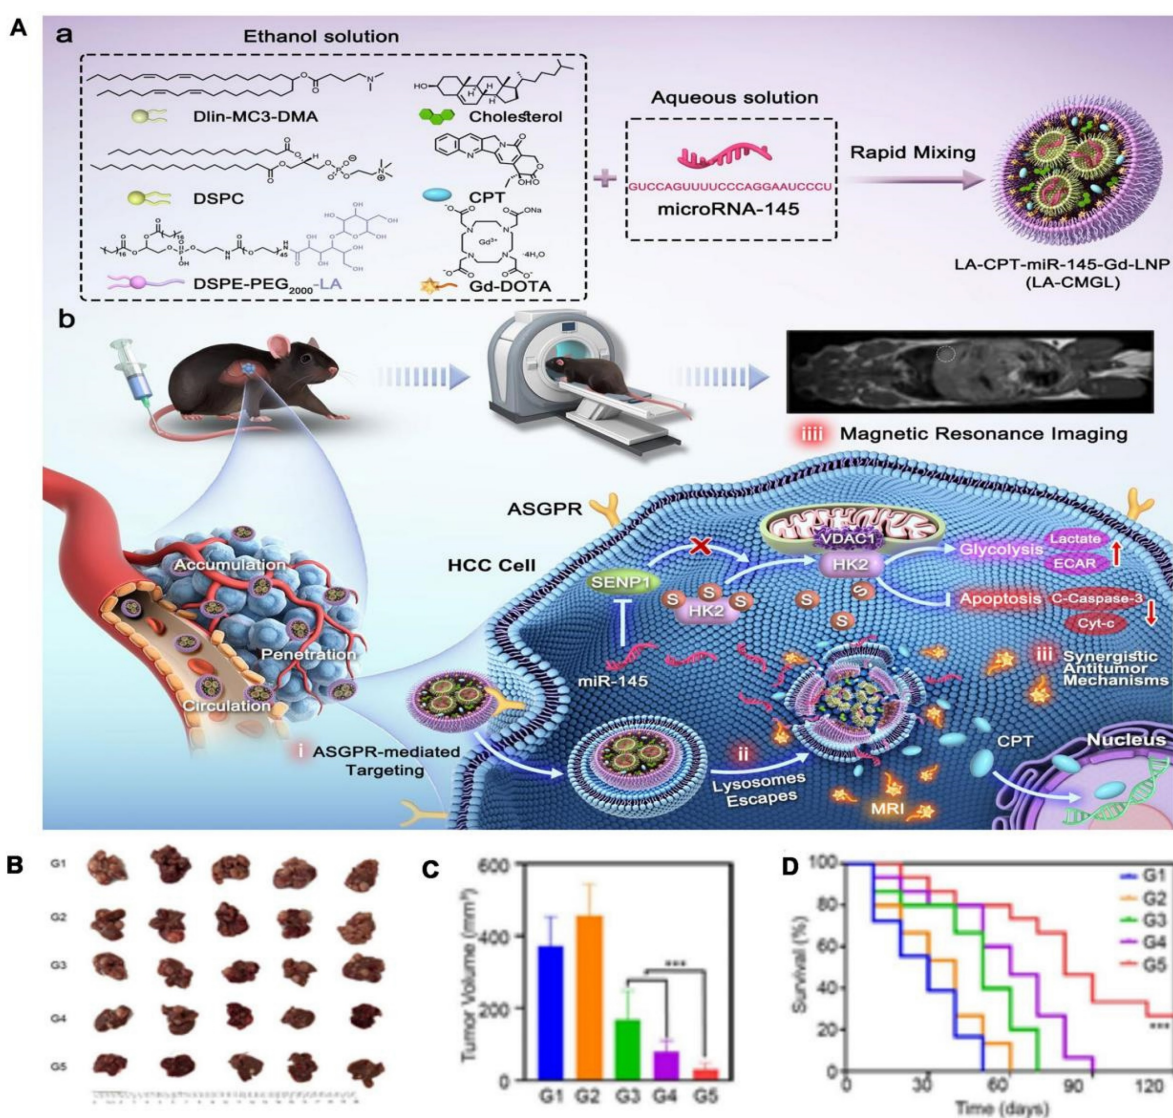 A
a
Ethanol solution
HO
Dlin-MC3-DMA
Cholesterol
DSPC
CPT
DSPE-PEG2000-LA
Gd-DOTA
Aqueous solution
GUCCAGUUUUCCCAGGAAUCCCU
microRNA-145
+
Rapid Mixing
LA-CPT-miR-145-Gd-LNP
(LA-CMGL)
b
iiii Magnetic Resonance Imaging
ASGPR
HCC Cell
Accumulation
Penetration
Circulation
i ASGPR-mediated
Targeting
SENP1
miR-145
S
S
S
S
HK2
VDAC1
HK2
S
S
S
Glycolysis
Lactate
ECAR
Apoptosis
C-Caspase-3
Cyt-c
iii Synergistic
Antitumor
Mechanisms
ii
Lysosomes
Escapes
MRI
CPT
Nucleus
B
G1
G2
G3
G4
G5
C
Tumor Volume (mm³)
600
400
200
0
***
G1 G2 G3 G4 G5
D
Survival (%)
100
80
60
40
20
0
G1
G2
G3
G4
G5
***
0 30 60 90 120
Time (days)